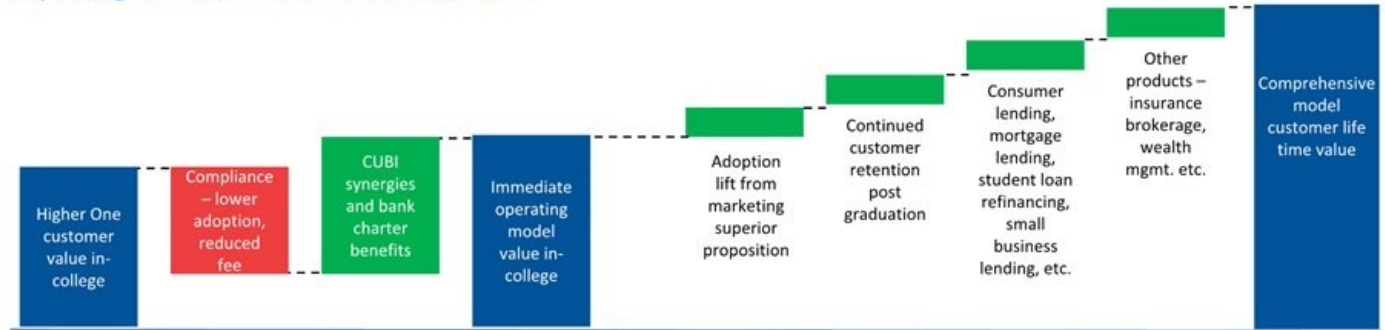 Higher One
customer
value in-
college
Compliance
– lower
adoption,
reduced
fee
CUBI
synergies
and bank
charter
benefits
Immediate
operating
model
value in-
college
Adoption
lift from
marketing
superior
proposition
Continued
customer
retention
post
graduation
Consumer
lending,
mortgage
lending,
student loan
refinancing,
small
business
lending, etc.
Other
products –
insurance
brokerage,
wealth
mgmt. etc.
Comprehensive
model
customer life
time value